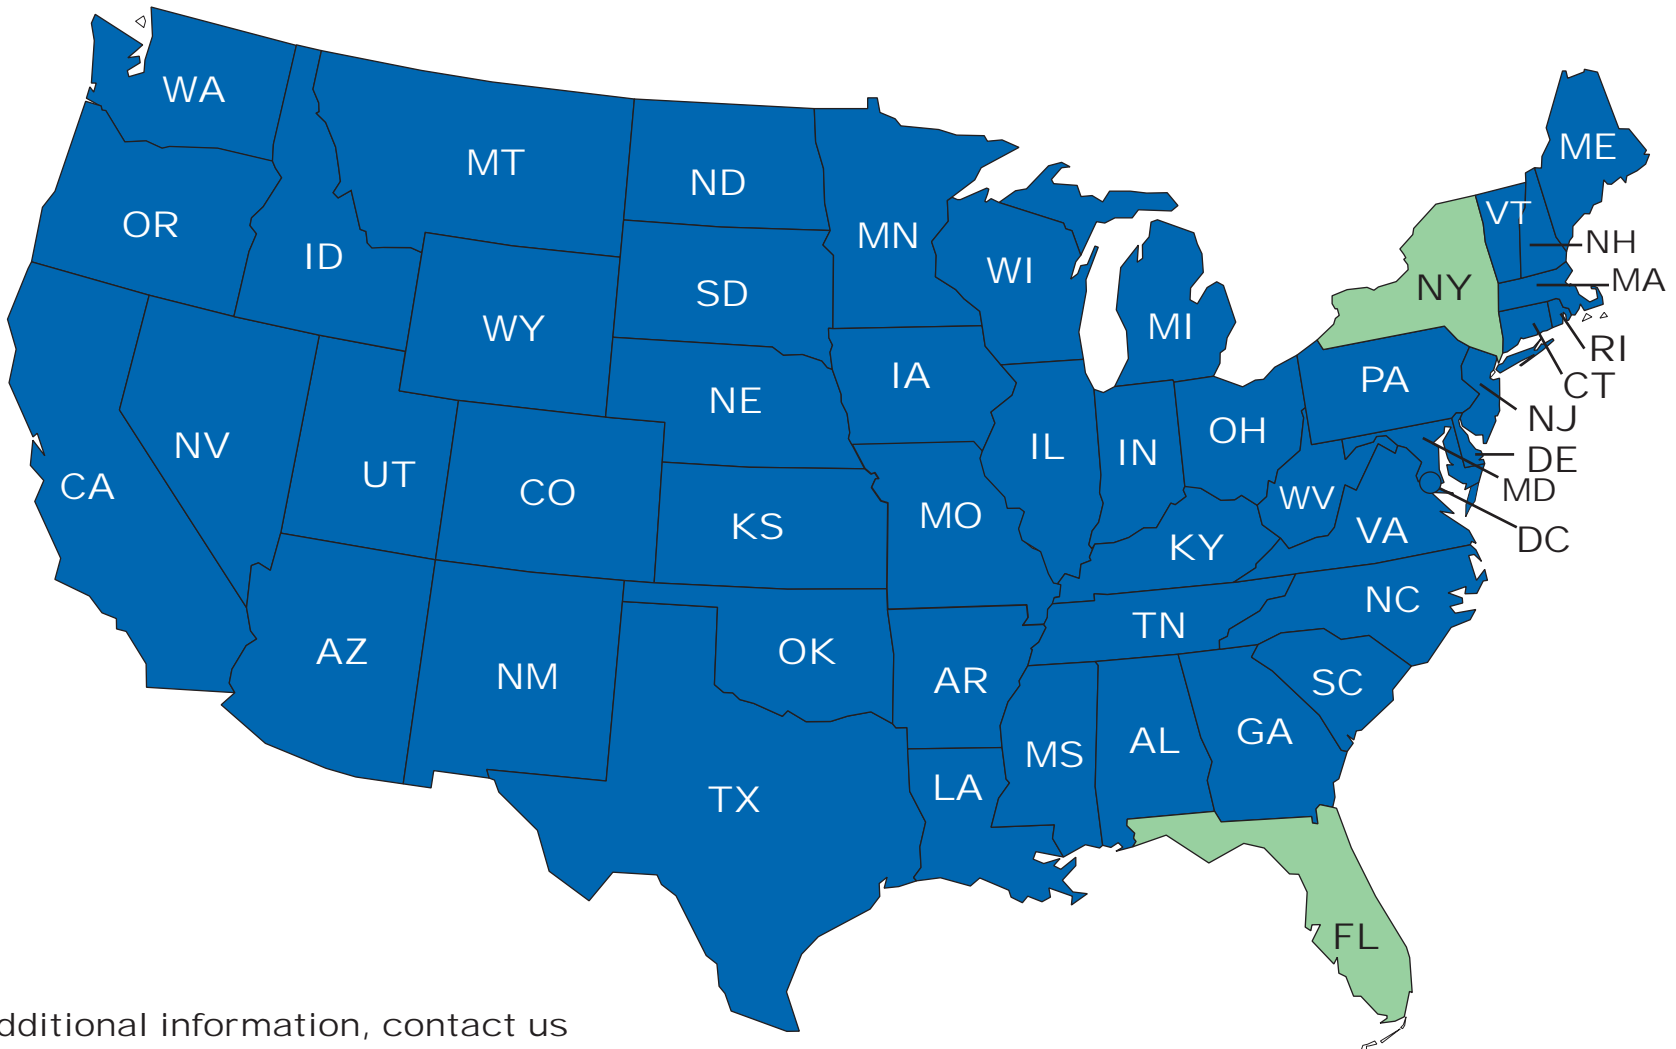 WA
MT
ND
ME
OR
ID
MN
VT
NH
WI
SD
NY
MA
WY
MI
RI
IA
PA
CT
NE
NJ
NV
OH
IL
IN
DE
UT
CA
CO
WV
MD
MO
KS
VA
DC
KY
NC
TN
AZ
OK
NM
AR
SC
GA
AL
MS
LA
TX
FL
dditional information, contact us